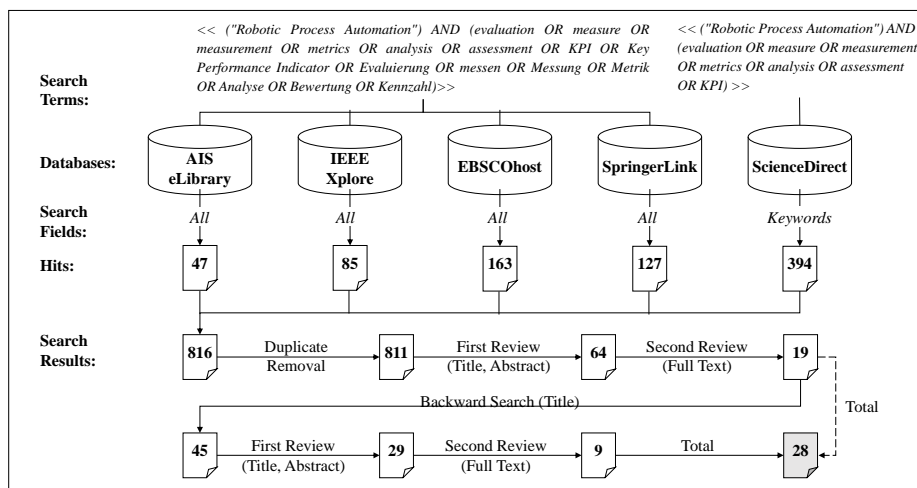 << ("Robotic Process Automation") AND (evaluation OR measure OR
measurement OR metrics OR analysis OR assessment OR KPI OR Key
Performance Indicator OR Evaluierung OR messen OR Messung OR Metrik
OR Analyse OR Bewertung OR Kennzahl)>>
<< ("Robotic Process Automation") AND
(evaluation OR measure OR measurement
OR metrics OR analysis OR assessment
OR KPI) >>
Search
Terms:
Databases:
AIS
eLibrary
IEEE
Xplore
EBSCOhost
SpringerLink
ScienceDirect
Search
Fields:
All
All
All
All
Keywords
Hits:
47
85
163
127
394
Search
Results:
816
Duplicate
Removal
811
First Review
(Title, Abstract)
64
Second Review
(Full Text)
19
Backward Search (Title)
Total
45
First Review
(Title, Abstract)
29
Second Review
(Full Text)
9
Total
28